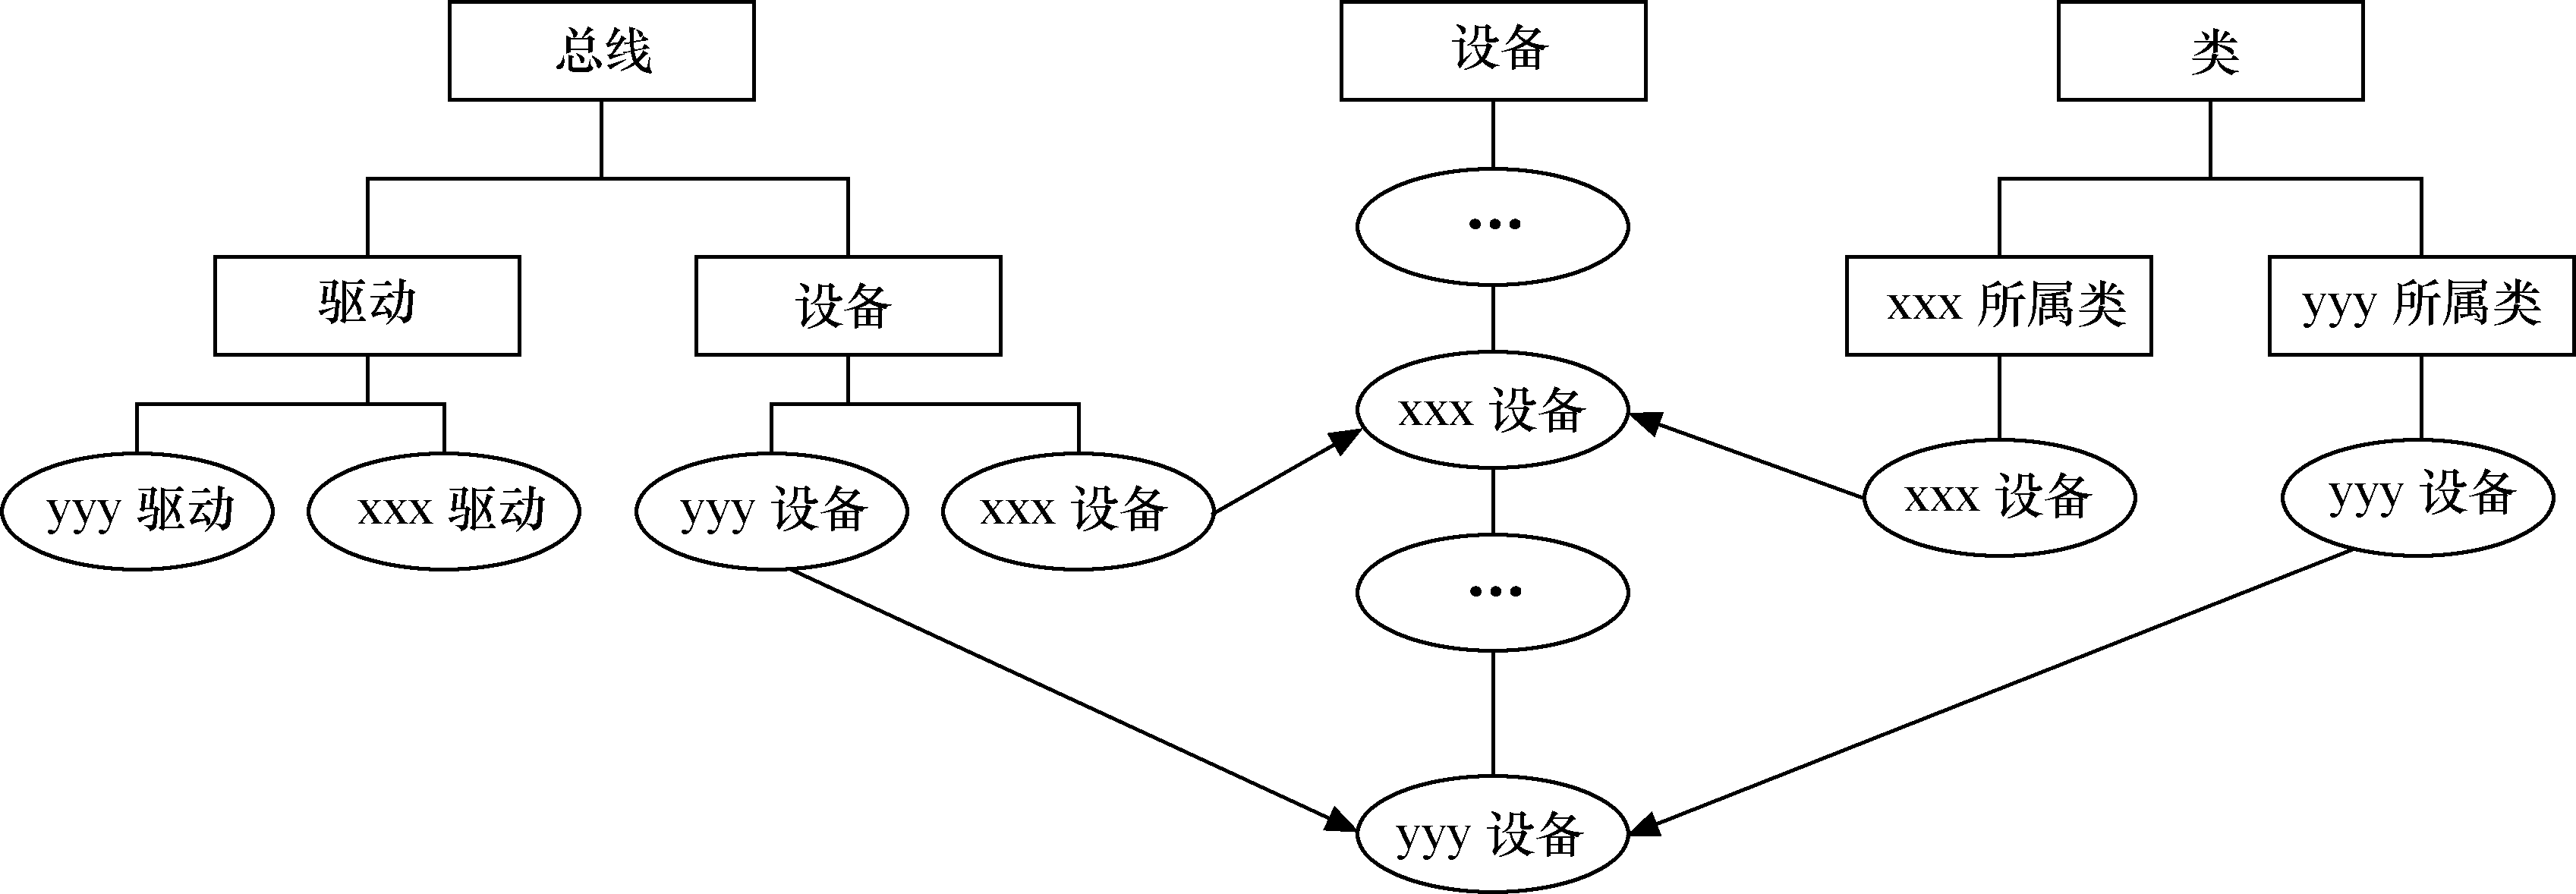 总线
设备
类
…
驱动
设备
xxx 所属类
yyy 所属类
xxx 设备
yyy 驱动
xxx 驱动
yyy 设备
xxx 设备
xxx 设备
yyy 设备
…
yyy 设备